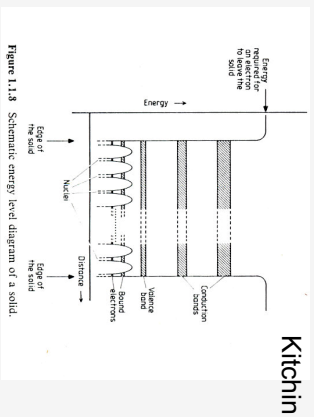 Energy
required for
an electron
to leave the
solid
Energy
Edge of
the solid
Nuclei
Distance
Edge of
the solid
Bound
electrons
Valence
band
Conduction
bands
Figure 1.1.8 Schematic energy level diagram of a solid.
Kitchin